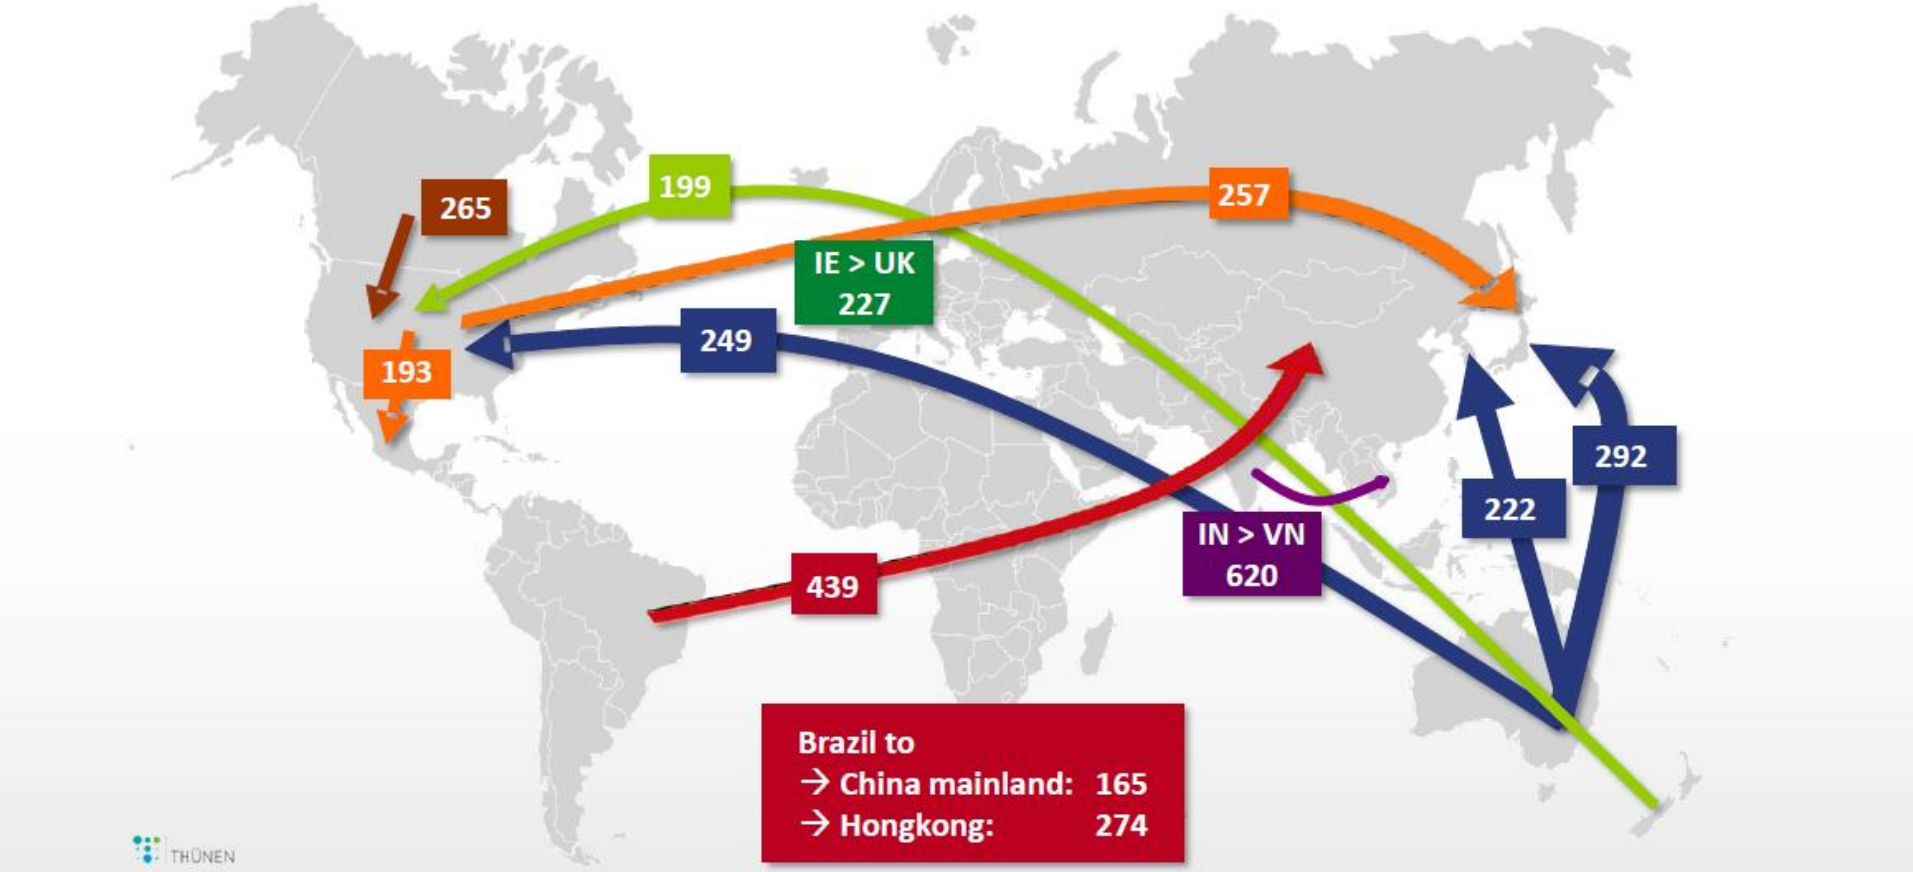 199
257
265
IE > UK
227
249
193
292
222
IN > VN
620
439
Brazil to
→ China mainland: 165
→ Hongkong: 274
THÜNEN